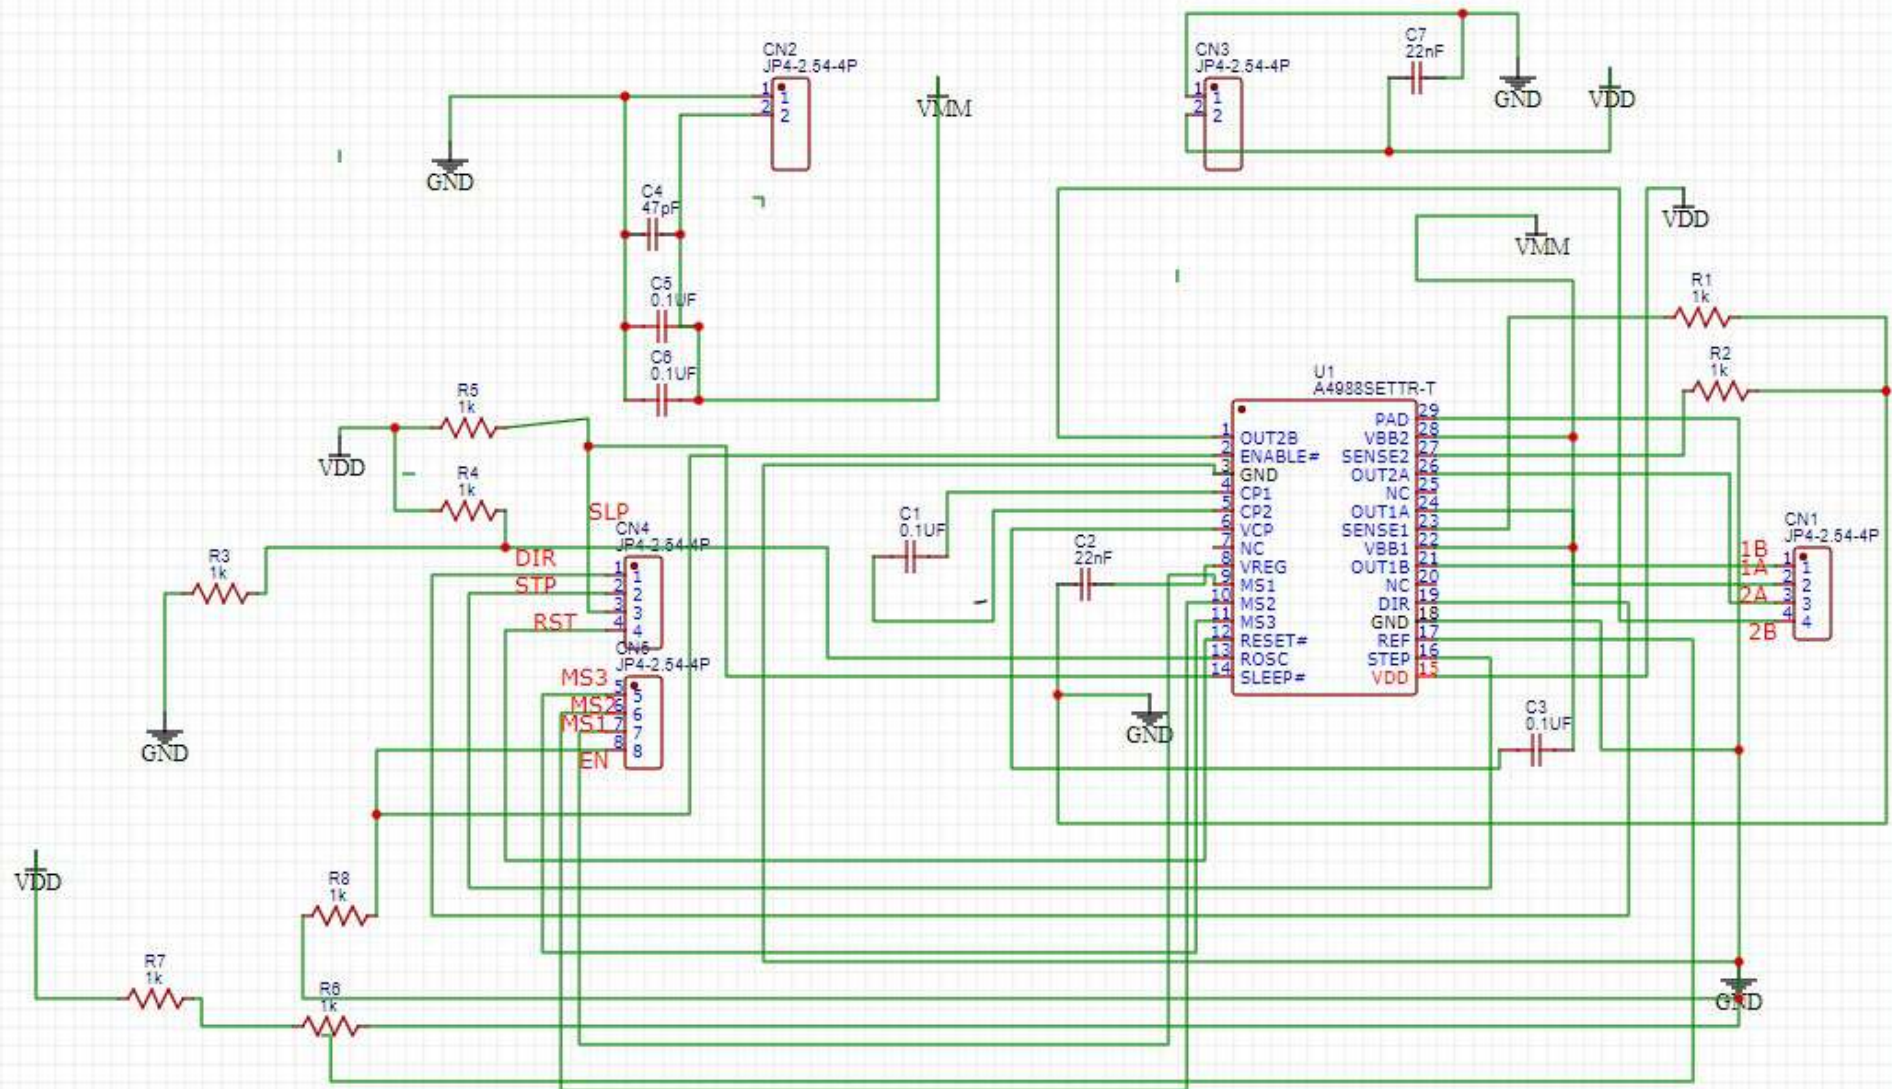 CN2
JP4-2.54-4P
1
2
1
2
VMM
GND
C4
47pF
C5
0.1UF
C6
0.1UF
CN3
JP4-2.54-4P
1
2
1
2
C7
22nF
GND
VDD
VDD
VMM
R1
1k
R2
1k
R5
1k
VDD
R4
1k
R3
1k
GND
SLP
CN4
JP4-2.54-4P
DIR
STP
RST
1
2
3
4
1
2
3
4
CN5
JP4-2.54-4P
MS3
MS2
MS1
EN
5
6
7
8
5
6
7
8
C1
0.1UF
C2
22nF
GND
U1
A4988SETTR-T
1 OUT2B
2 ENABLE#
3 GND
4 CP1
5 CP2
6 VCP
7 NC
8 VREG
9 MS1
10 MS2
11 MS3
12 RESET#
13 ROSC
14 SLEEP#
PAD 29
VBB2 28
SENSE2 27
OUT2A 26
NC 25
OUT1A 24
SENSE1 23
VBB1 22
OUT1B 21
NC 20
DIR 19
GND 18
REF 17
STEP 16
VDD 15
CN1
JP4-2.54-4P
1B
1A
2A
2B
1
2
3
4
1
2
3
4
C3
0.1UF
VDD
R8
1k
R7
1k
R6
1k
GND